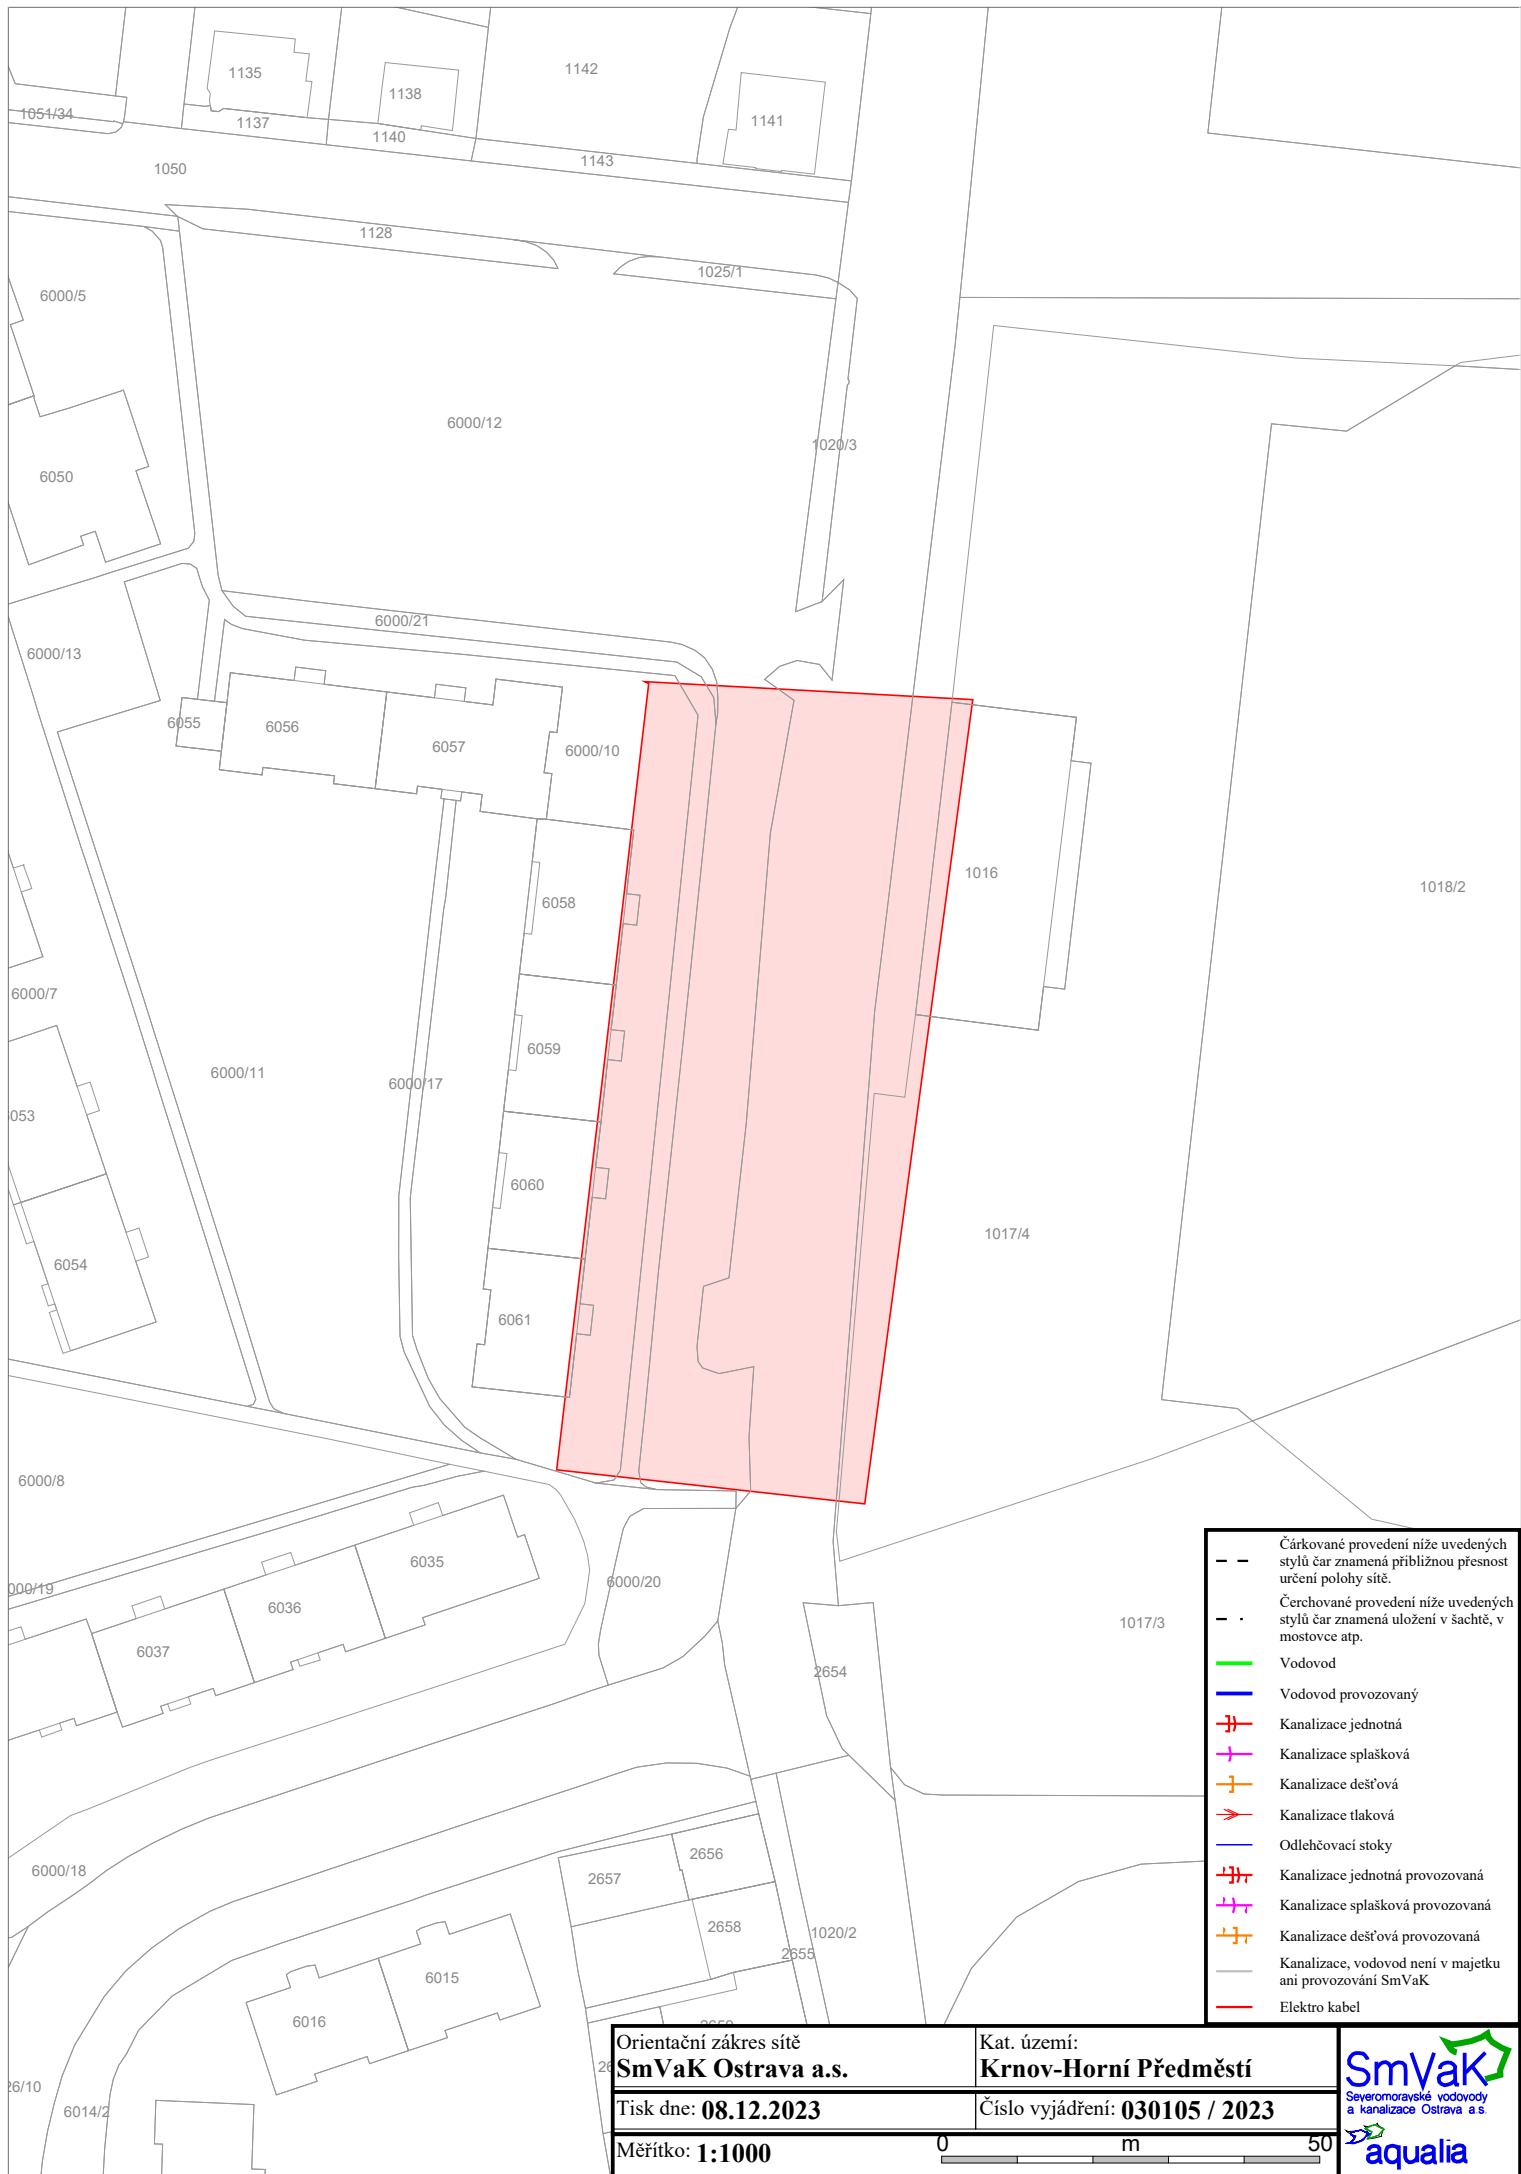 1135
1138
1142
1141
1051/34
1137
1140
1143
1050
1128
1025/1
6000/5
6000/12
1020/3
6050
6000/21
6000/13
6055
6056
6057
6000/10
6058
1016
1018/2
6000/7
6059
6000/11
6000/17
6060
1017/4
6054
6061
6000/8
6035
6000/20
6036
6037
1017/3
2654
6000/18
2657
2656
2658
1020/2
2655
6015
6016
6014/2
Čárkované provedení níže uvedených
stylů čar znamená přibližnou přesnost
určení polohy sítě.
Čerchované provedení níže uvedených
stylů čar znamená uložení v šachtě, v
mostovce atp.
Vodovod
Vodovod provozovaný
Kanalizace jednotná
Kanalizace splašková
Kanalizace dešťová
Kanalizace tlaková
Odlehčovací stoky
Kanalizace jednotná provozovaná
Kanalizace splašková provozovaná
Kanalizace dešťová provozovaná
Kanalizace, vodovod není v majetku
ani provozování SmVaK
Elektro kabel
Orientační zákres sítě
SmVaK Ostrava a.s.
Kat. území:
Krnov-Horní Předměstí
Tisk dne: 08.12.2023
Číslo vyjádření: 030105 / 2023
Měřítko: 1:1000
0 m 50
SmVaK
Severomoravské vodovody
a kanalizace Ostrava a.s.
aqualia